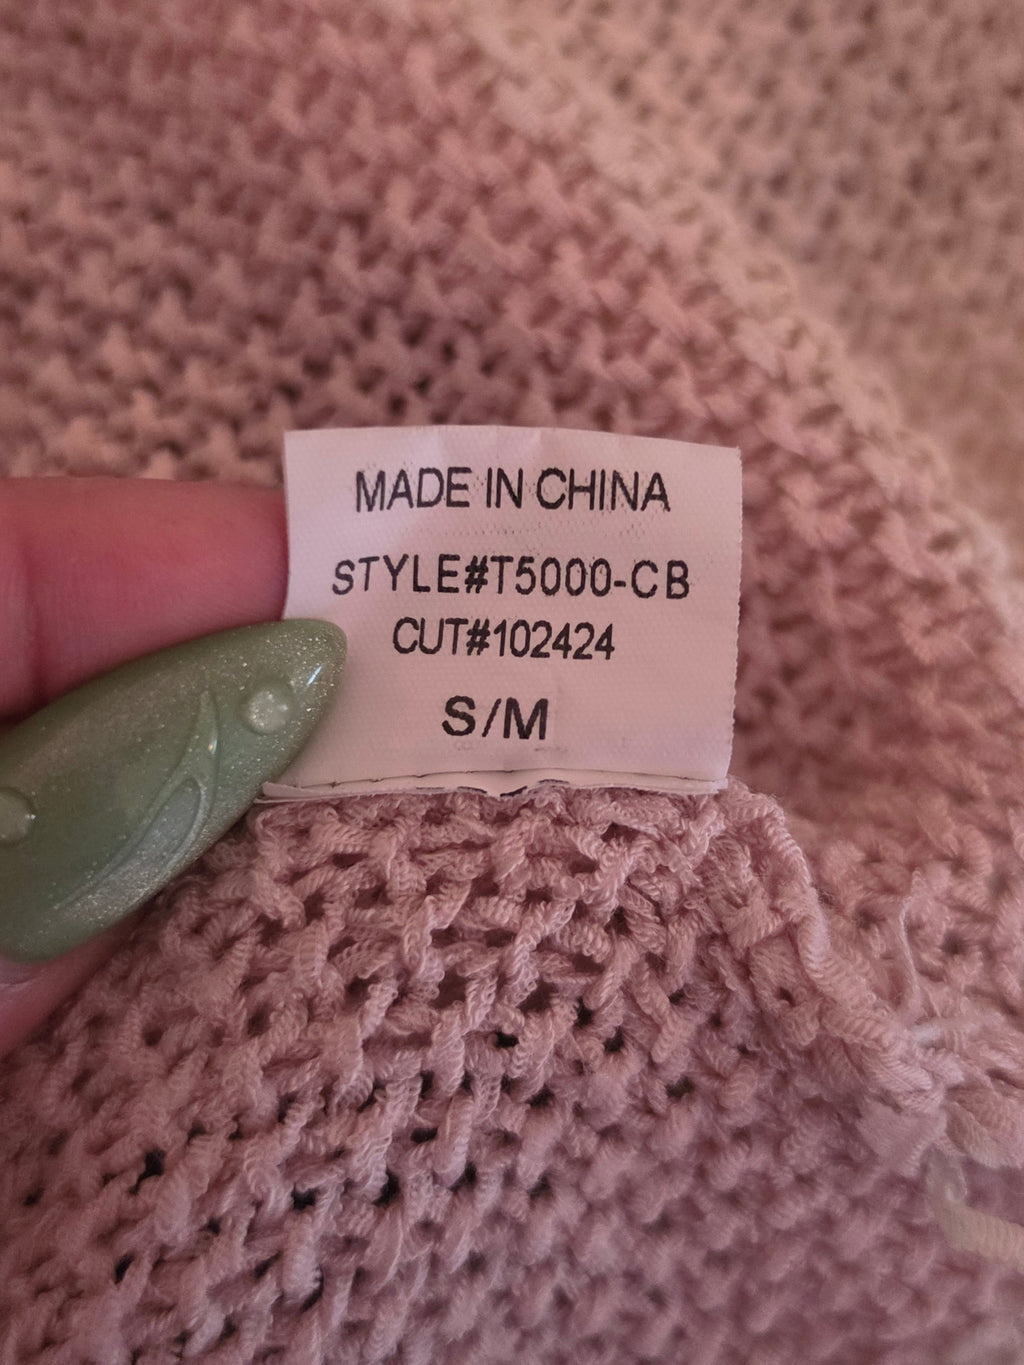 MADE IN CHINA
STYLE#T5000-CB
CUT#102424
S/M